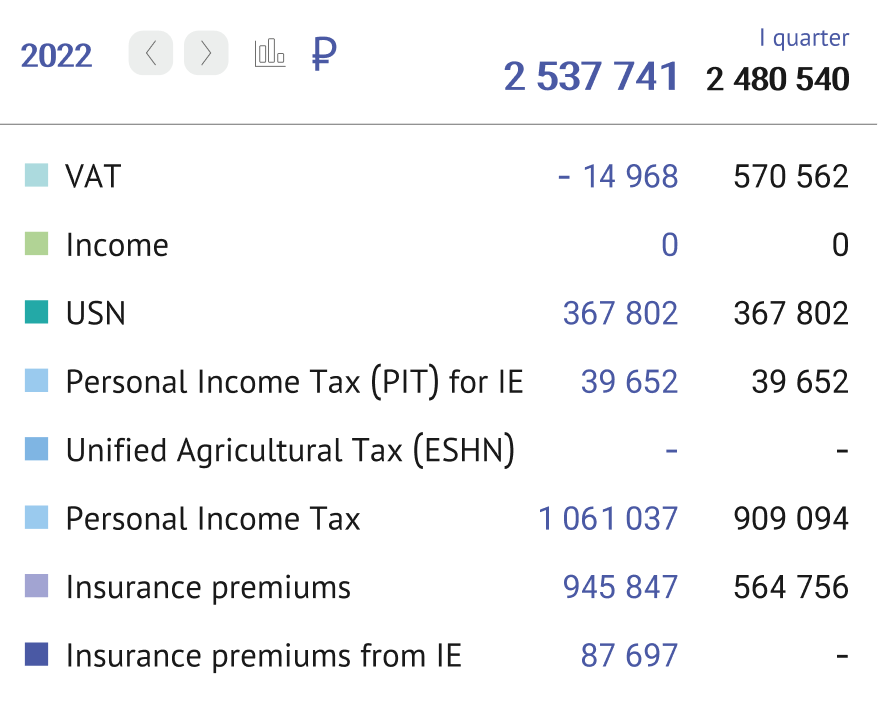 2022 ₽ 2 537 741 I quarter 2 480 540
VAT - 14 968 570 562
Income 0 0
USN 367 802 367 802
Personal Income Tax (PIT) for IE 39 652 39 652
Unified Agricultural Tax (ESHN) - -
Personal Income Tax 1 061 037 909 094
Insurance premiums 945 847 564 756
Insurance premiums from IE 87 697 -